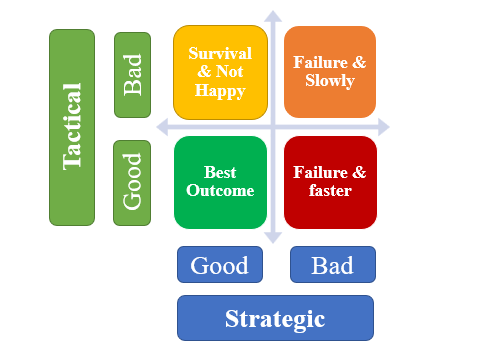 Tactical
Bad
Good
Survival
& Not
Happy
Failure &
Slowly
Best
Outcome
Failure &
faster
Good
Bad
Strategic